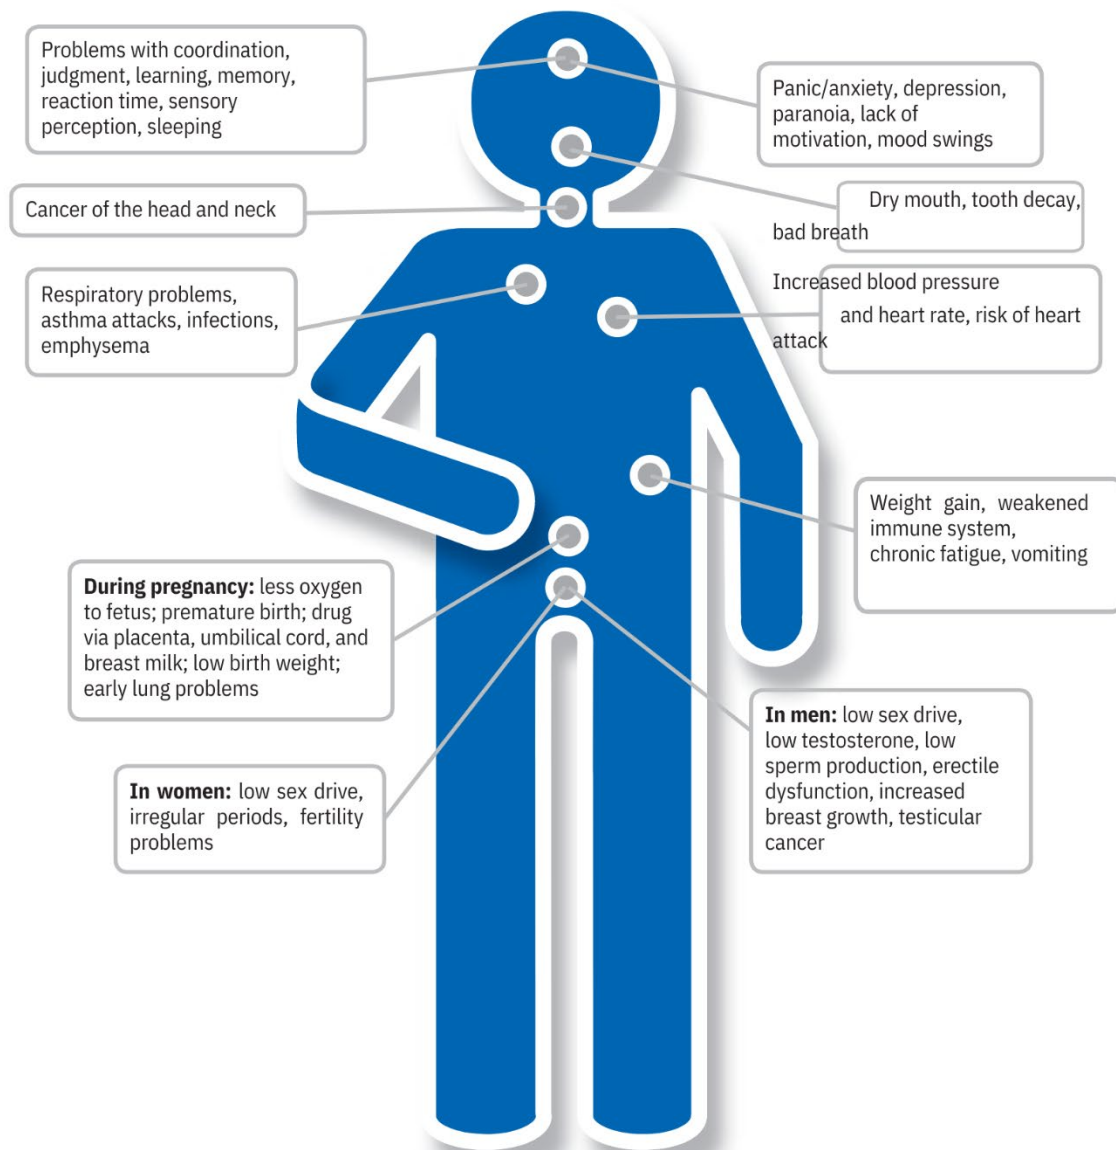 Problems with coordination,
judgment, learning, memory,
reaction time, sensory
perception, sleeping
Panic/anxiety, depression,
paranoia, lack of
motivation, mood swings
Cancer of the head and neck
Dry mouth, tooth decay,
bad breath
Respiratory problems,
asthma attacks, infections,
emphysema
Increased blood pressure
and heart rate, risk of heart
attack
Weight gain, weakened
immune system,
chronic fatigue, vomiting
During pregnancy: less oxygen
to fetus; premature birth; drug
via placenta, umbilical cord, and
breast milk; low birth weight;
early lung problems
In men: low sex drive,
low testosterone, low
sperm production, erectile
dysfunction, increased
breast growth, testicular
cancer
In women: low sex drive,
irregular periods, fertility
problems